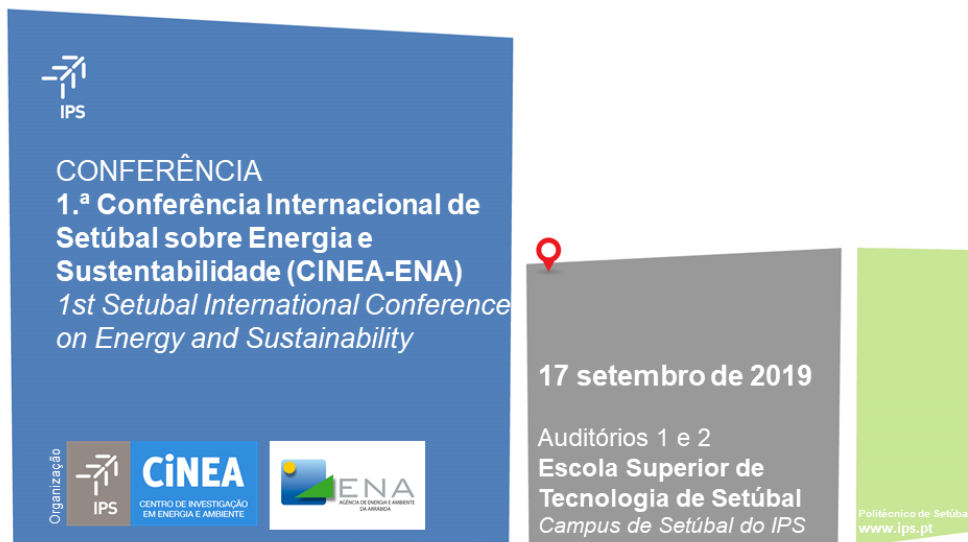 IPS
CONFERÊNCIA
1.ª Conferência Internacional de
Setúbal sobre Energia e
Sustentabilidade (CINEA-ENA)
1st Setubal International Conference
on Energy and Sustainability
Organização
IPS
CiNEA
CENTRO DE INVESTIGAÇÃO
EM ENERGIA E AMBIENTE
ENA
AGÊNCIA DE ENERGIA E AMBIENTE
DA ARRÁBIDA
17 setembro de 2019
Auditórios 1 e 2
Escola Superior de
Tecnologia de Setúbal
Campus de Setúbal do IPS
Politécnico de Setúbal
www.ips.pt